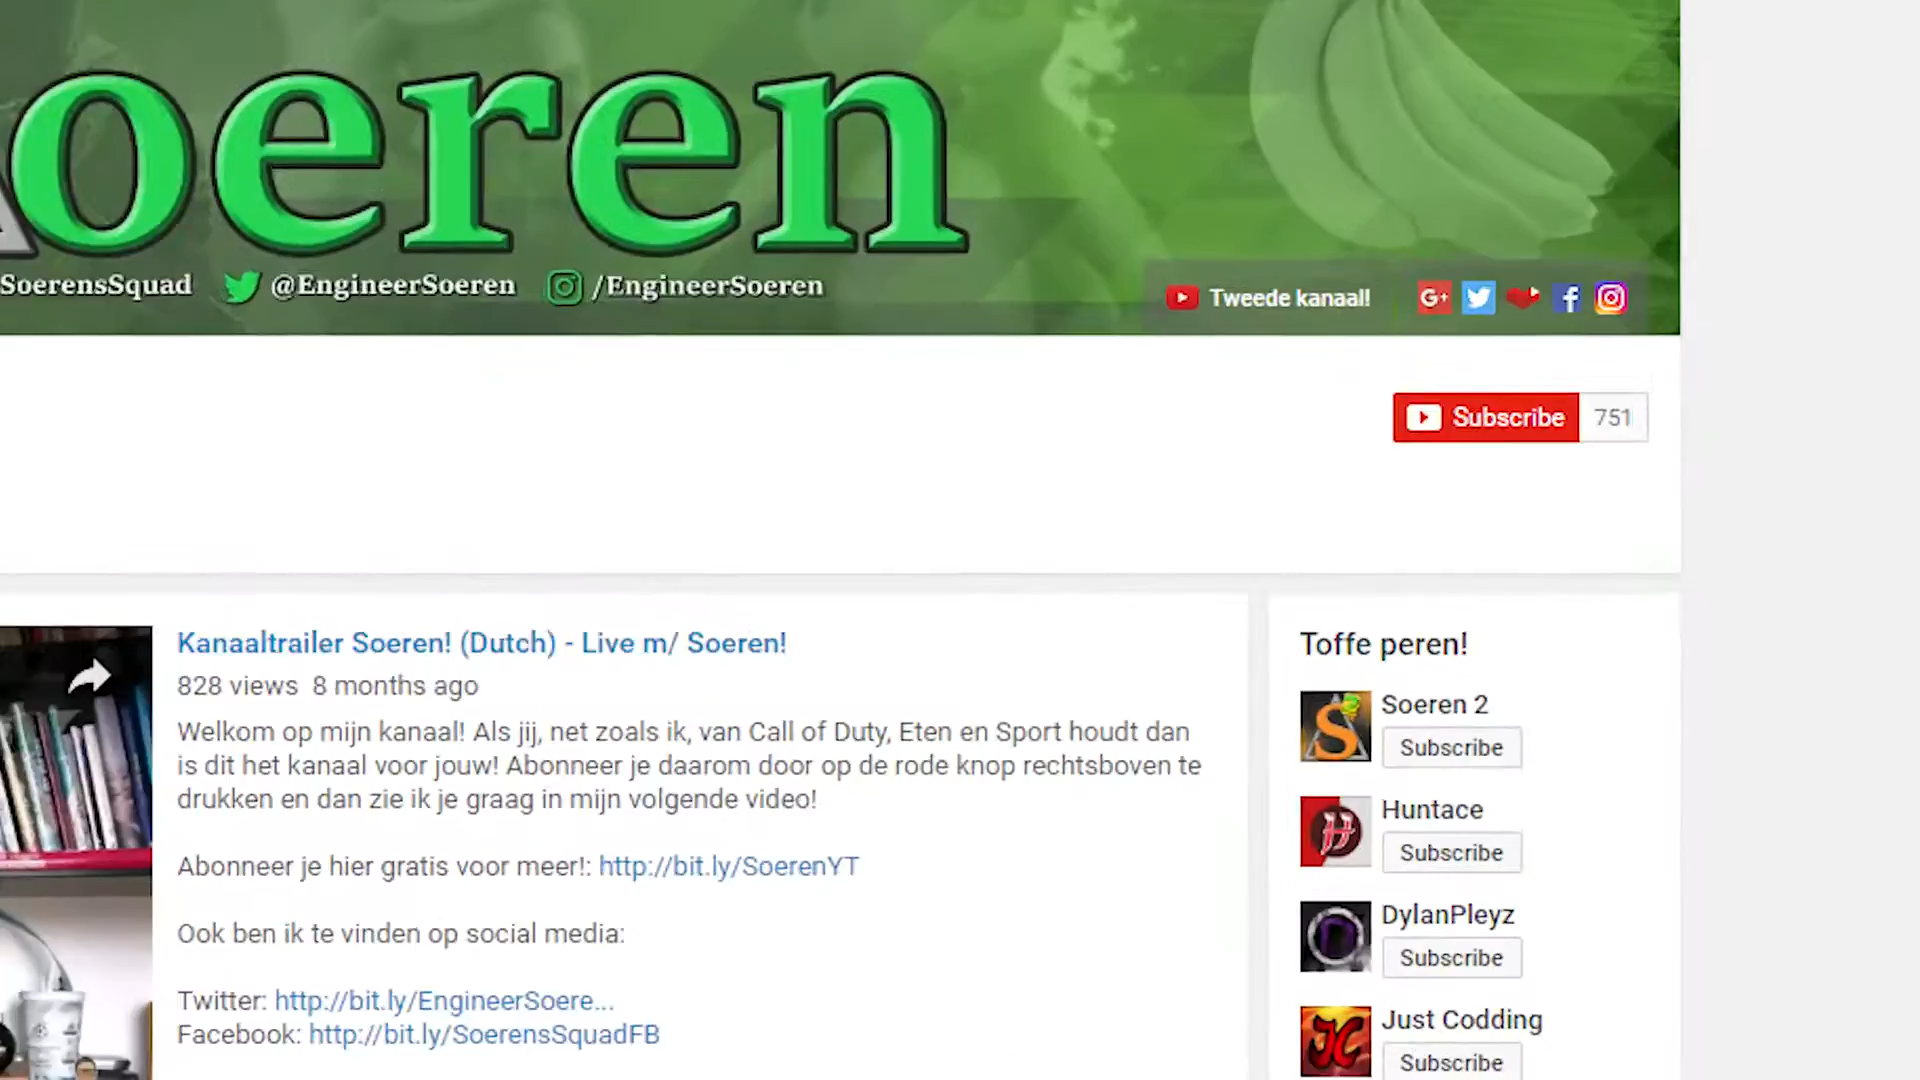 oeren
SoerensSquad @EngineerSoeren /EngineerSoeren
Tweede kanaal! G+
Subscribe 751
Kanaaltrailer Soeren! (Dutch) - Live m/ Soeren!
828 views 8 months ago
Welkom op mijn kanaal! Als jij, net zoals ik, van Call of Duty, Eten en Sport houdt dan
is dit het kanaal voor jouw! Abonneer je daarom door op de rode knop rechtsboven te
drukken en dan zie ik je graag in mijn volgende video!
Abonneer je hier gratis voor meer!: http://bit.ly/SoerenYT
Ook ben ik te vinden op social media:
Twitter: http://bit.ly/EngineerSoere...
Facebook: http://bit.ly/SoerensSquadFB
Toffe peren!
Soeren 2
Subscribe
Huntace
Subscribe
DylanPleyz
Subscribe
Just Codding
Subscribe